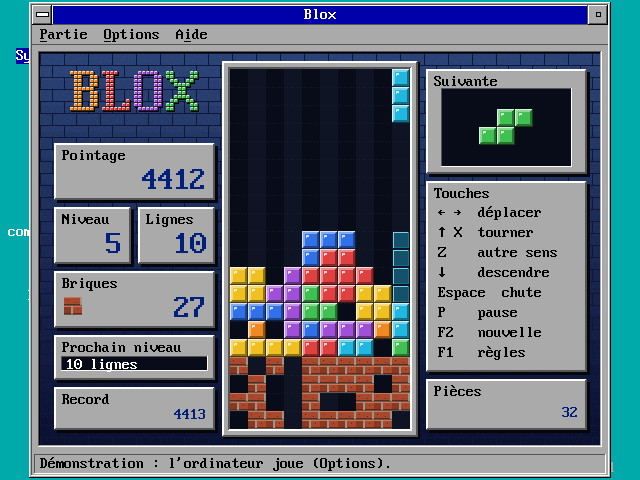 Blox
Partie Options Aide
Sy
BLOX
Pointage
4412
Niveau
5
Lignes
10
Briques
27
Prochain niveau
10 lignes
Record
4413
Suivante
Touches
← → déplacer
↑ X tourner
Z autre sens
↓ descendre
Espace chute
P pause
F2 nouvelle
F1 règles
Pièces
32
com
Démonstration : l'ordinateur joue (Options).